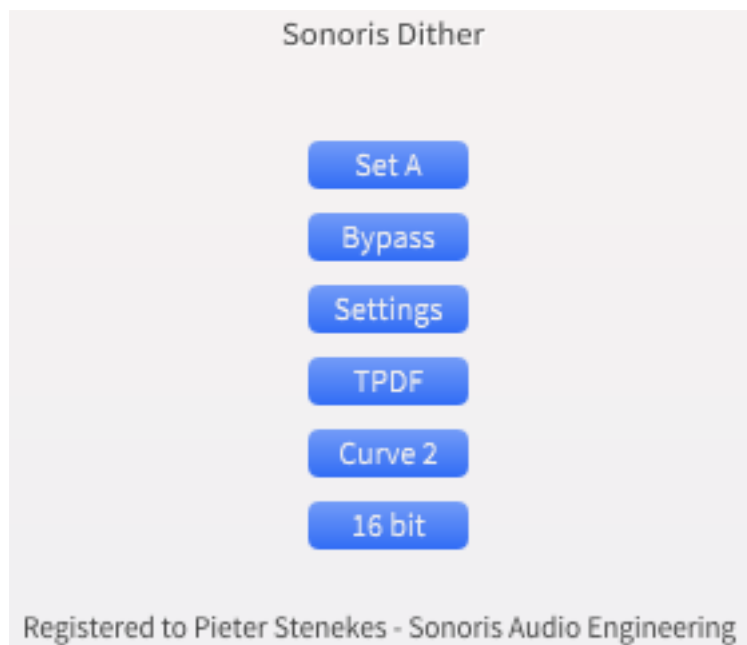 Sonoris Dither
Set A
Bypass
Settings
TPDF
Curve 2
16 bit
Registered to Pieter Stenekes - Sonoris Audio Engineering